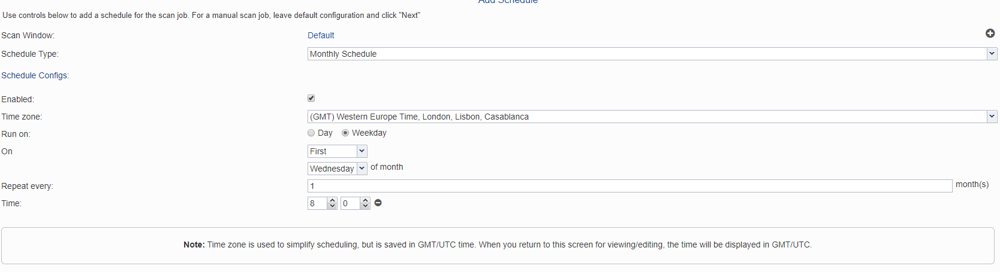 Add Schedule
Use controls below to add a schedule for the scan job. For a manual scan job, leave default configuration and click "Next"
Scan Window: Default
Schedule Type: Monthly Schedule
Schedule Configs:
Enabled:
Time zone: (GMT) Western Europe Time, London, Lisbon, Casablanca
Run on: Day Weekday
On First
Wednesday of month
Repeat every: 1 month(s)
Time: 8 0
Note: Time zone is used to simplify scheduling, but is saved in GMT/UTC time. When you return to this screen for viewing/editing, the time will be displayed in GMT/UTC.